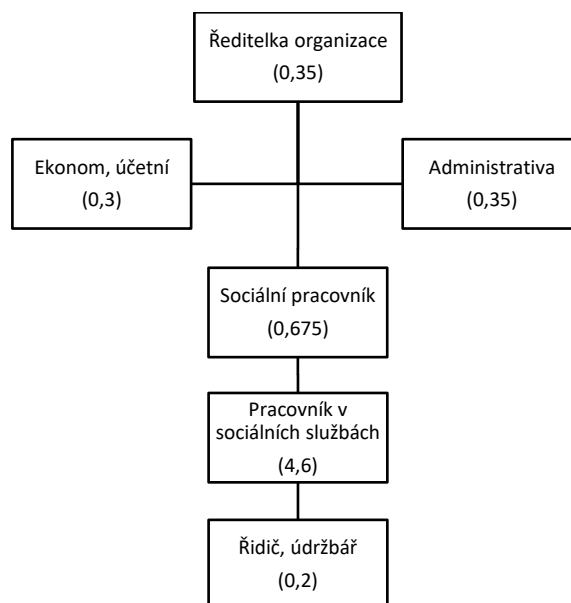 Ředitelka organizace
(0,35)
Ekonom, účetní
(0,3)
Administrativa
(0,35)
Sociální pracovník
(0,675)
Pracovník v
sociálních službách
(4,6)
Řidič, údržbář
(0,2)